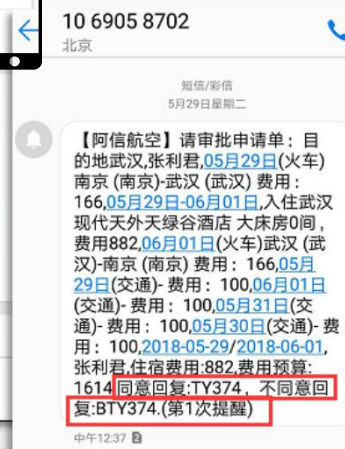 10 6905 8702
北京
短信/彩信
5月29日星期二
【阿信航空】请审批申请单：目
的地武汉,张利君,05月29日(火车)
南京 (南京)-武汉 (武汉) 费用：
166,05月29日-06月01日,入住武汉
现代天外天绿谷酒店 大床房0间，
费用882,06月01日(火车)武汉 (武
汉)-南京 (南京) 费用：166,05月
29日(交通)- 费用：100,06月01日
(交通)- 费用：100,05月31日(交
通)- 费用：100,05月30日(交通)- 费
用：100,2018-05-29/2018-06-01,
张利君,住宿费用:882,费用预算:
1614,同意回复:TY374，不同意回
复:BTY374.(第1次提醒)
中午12:37 2